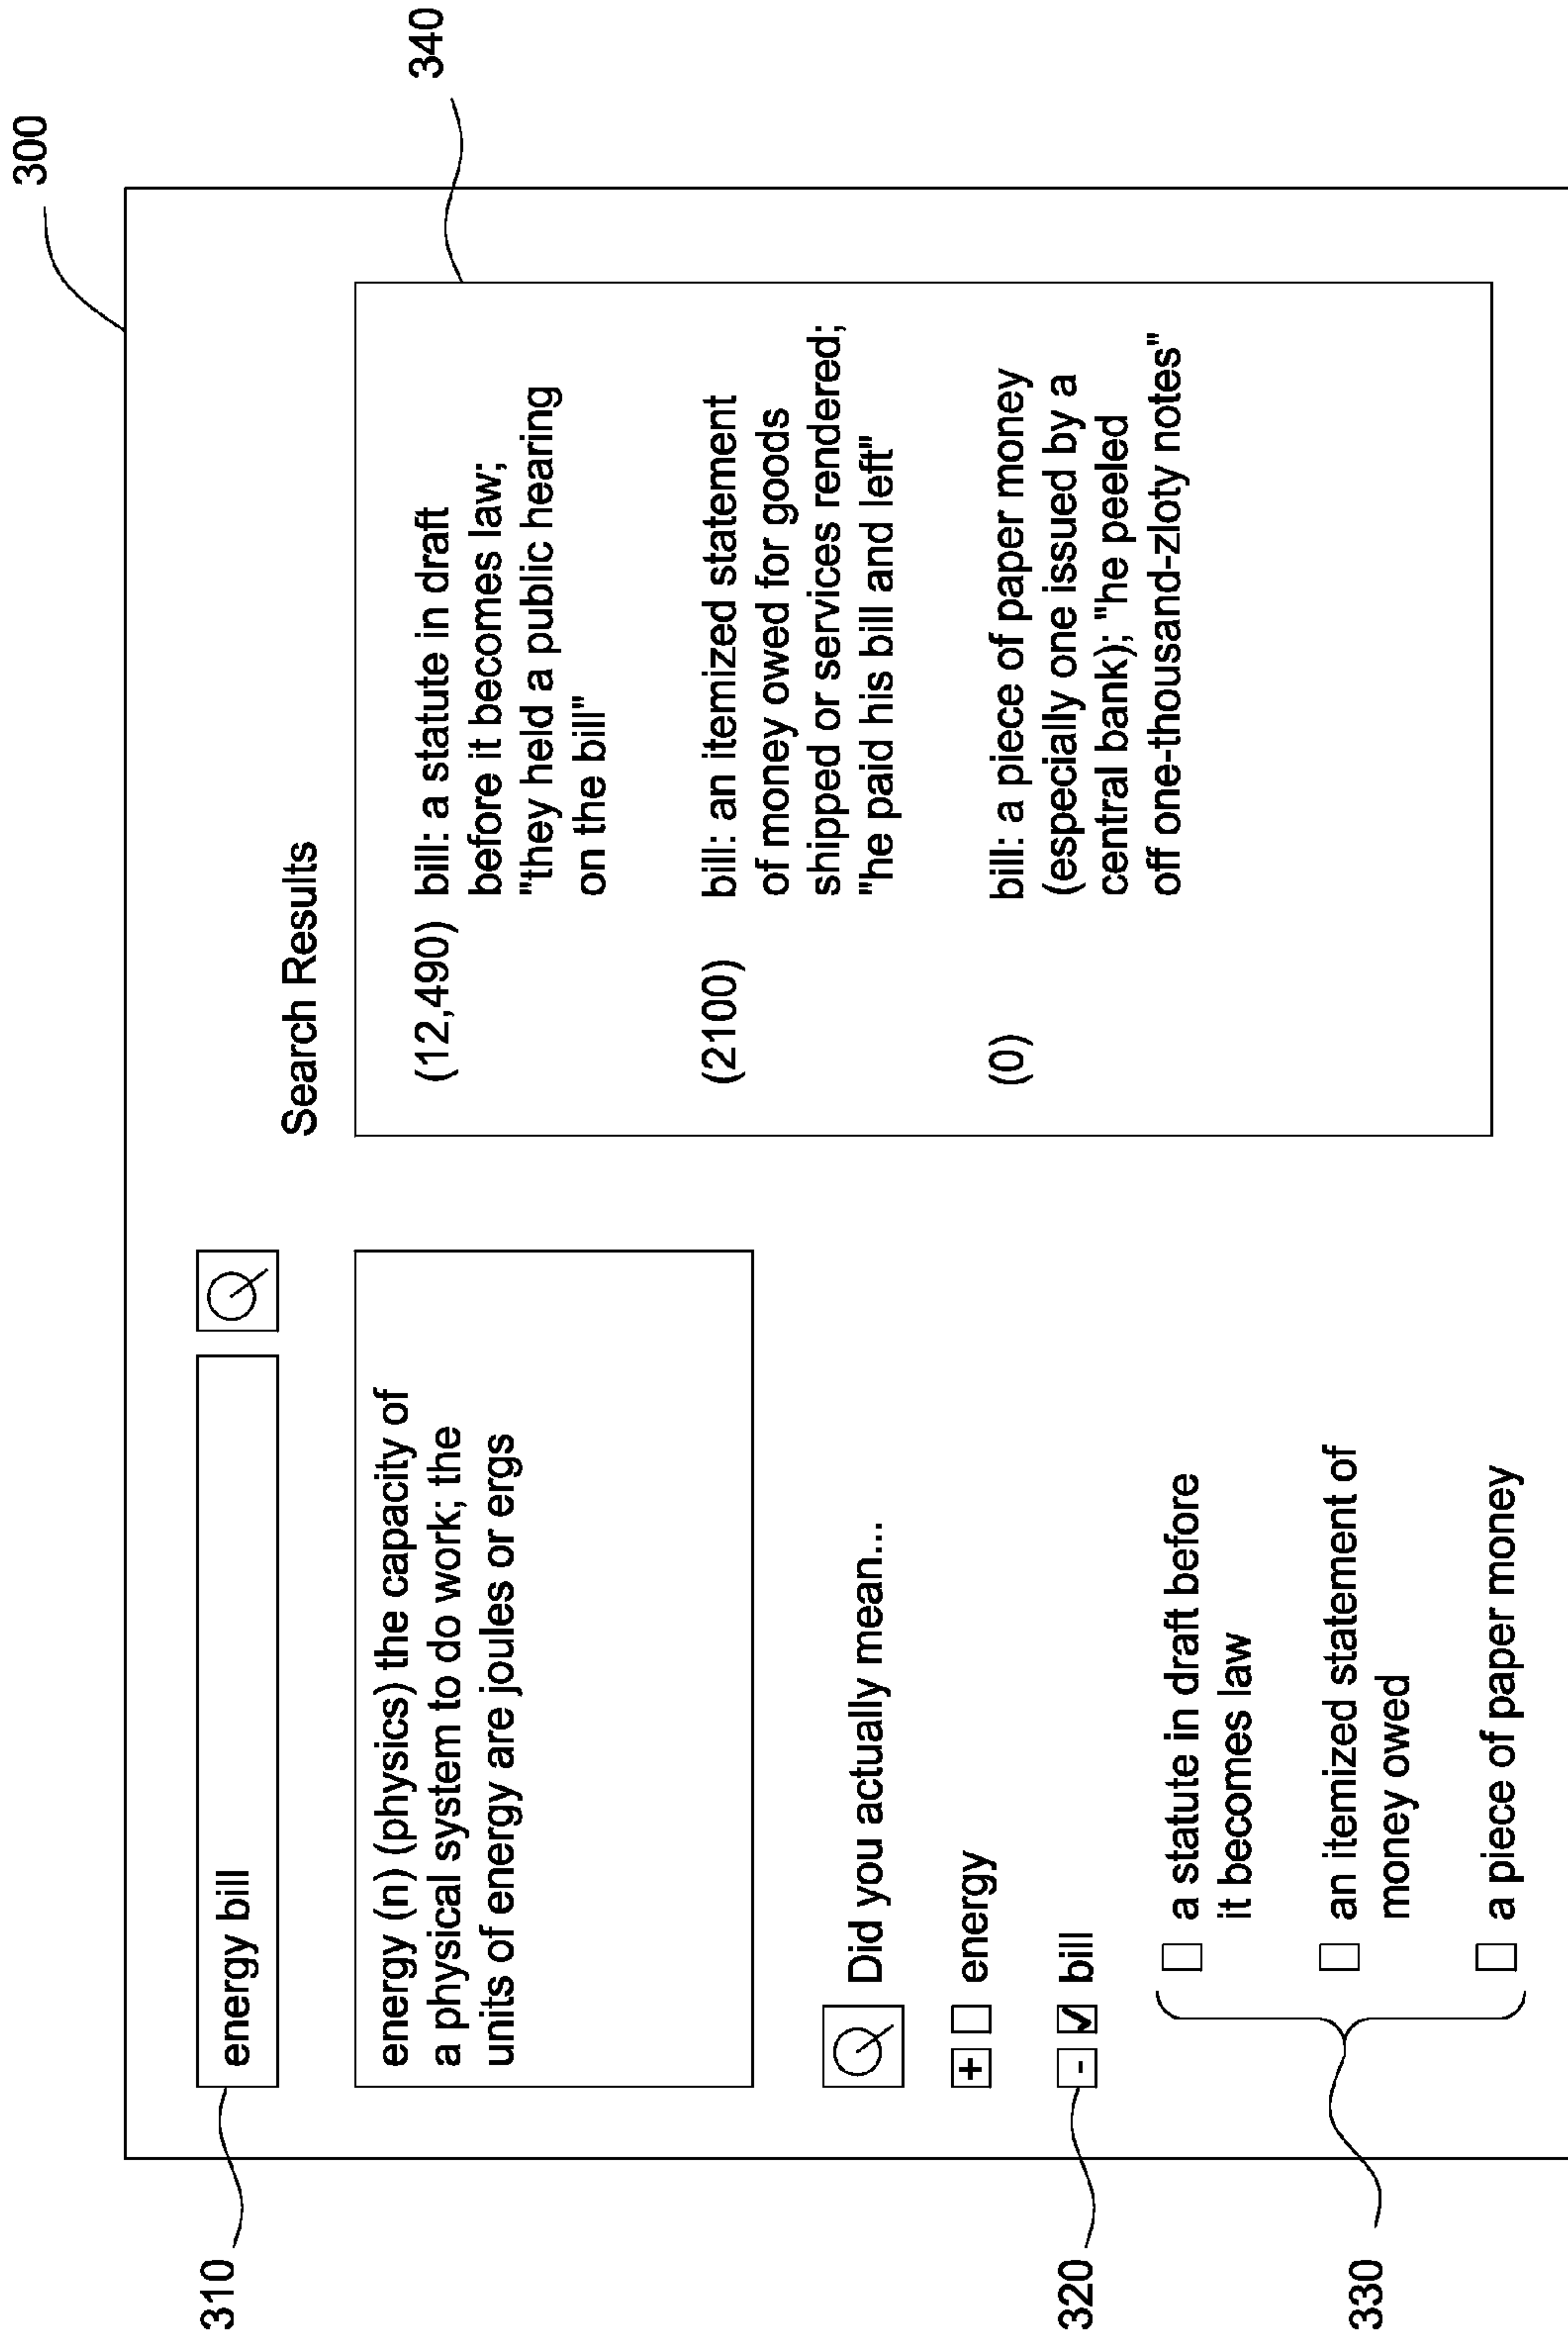 300
310
energy bill
energy (n) (physics) the capacity of
a physical system to do work; the
units of energy are joules or ergs
Did you actually mean...
+ energy
320
- bill
330
a statute in draft before
it becomes law
an itemized statement of
money owed
a piece of paper money
Search Results
340
(12,490) bill: a statute in draft
before it becomes law;
"they held a public hearing
on the bill"
(2100) bill: an itemized statement
of money owed for goods
shipped or services rendered;
"he paid his bill and left"
(0) bill: a piece of paper money
(especially one issued by a
central bank); "he peeled
off one-thousand-zloty notes"